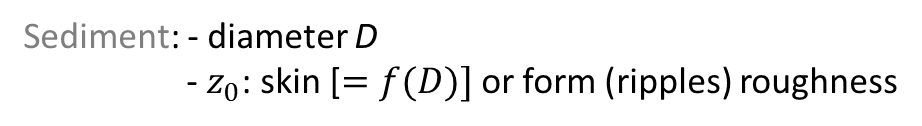 Sediment: - diameter D
- z₀: skin [= f(D)] or form (ripples) roughness